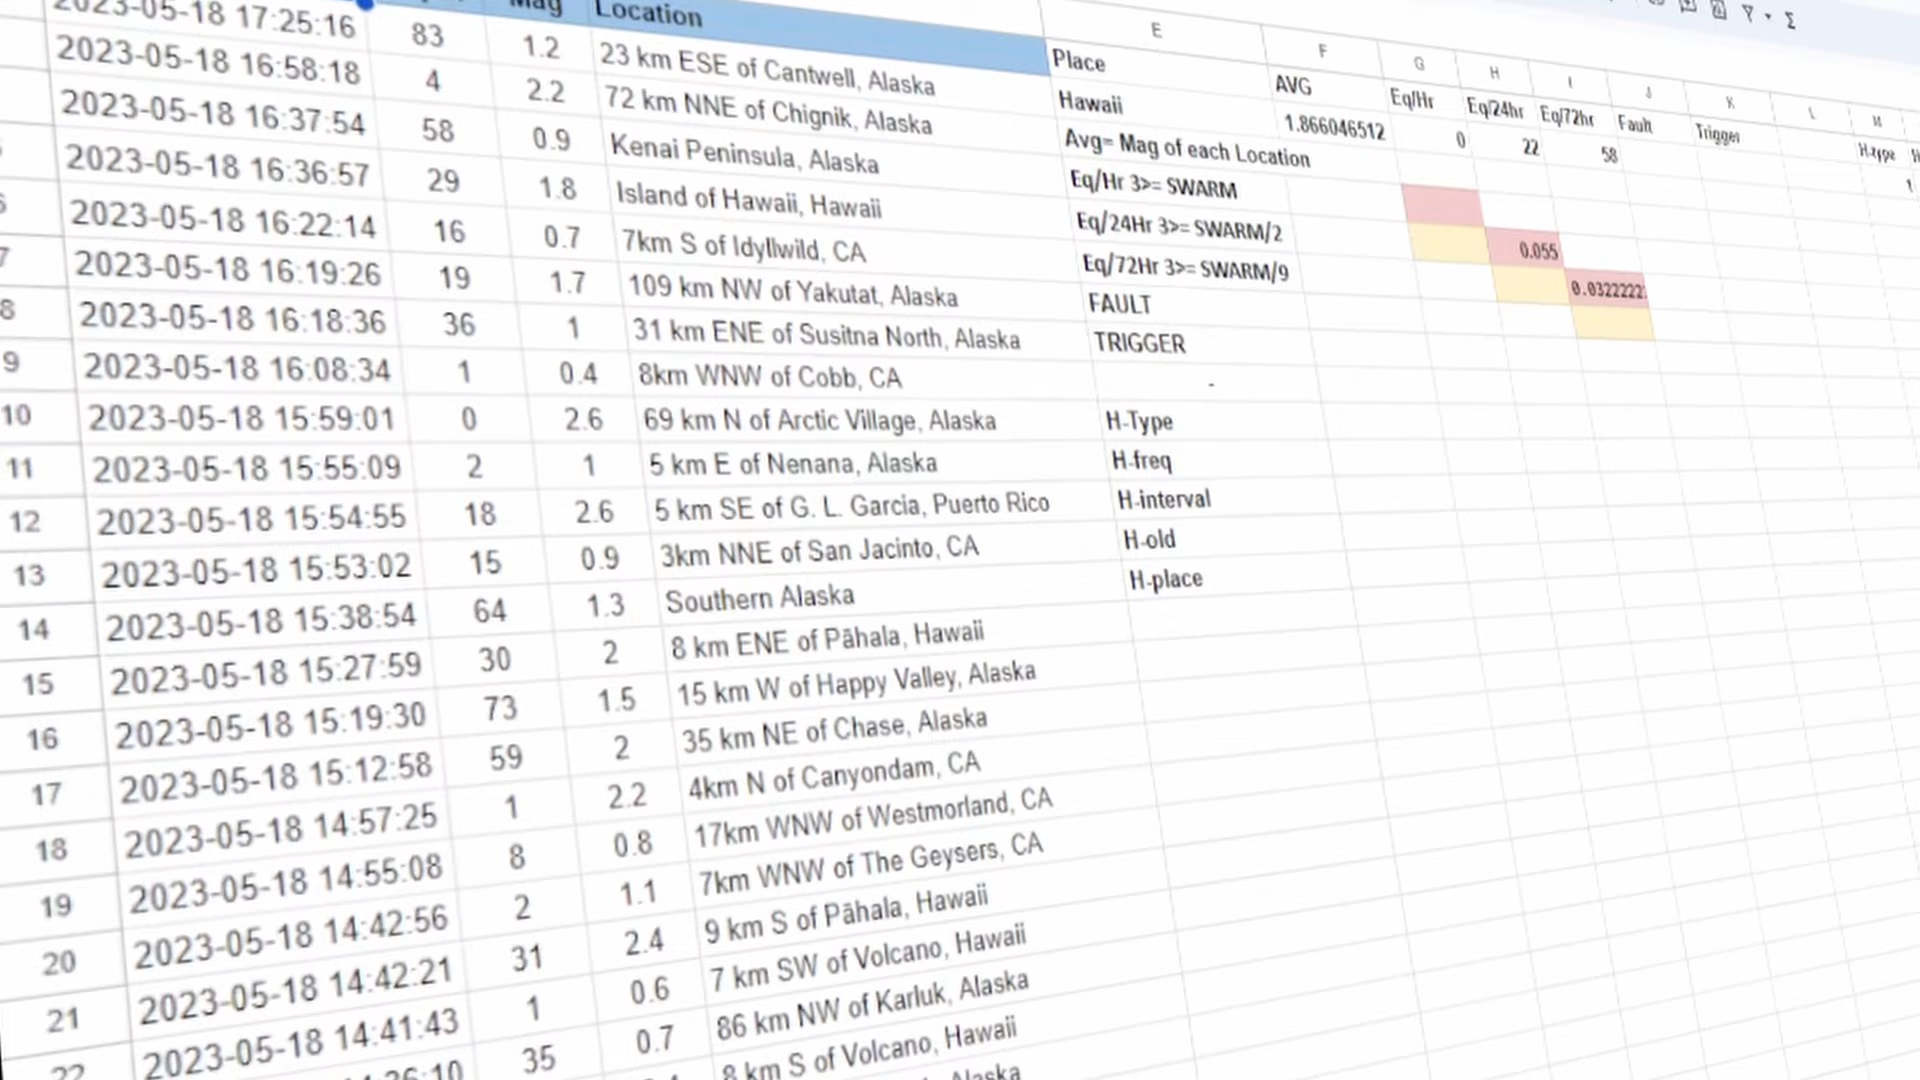 E F G H I J K L M
Mag Location Place AVG Eq/Hr Eq/24hr Eq/72hr Fault Trigger H-type
2023-05-18 17:25:16 83 1.2 23 km ESE of Cantwell, Alaska Hawaii 1.866046512 0 22 58 1
2023-05-18 16:58:18 4 2.2 72 km NNE of Chignik, Alaska Avg= Mag of each Location
2023-05-18 16:37:54 58 0.9 Kenai Peninsula, Alaska Eq/Hr 3>= SWARM
2023-05-18 16:36:57 29 1.8 Island of Hawaii, Hawaii Eq/24Hr 3>= SWARM/2 0.055
6 2023-05-18 16:22:14 16 0.7 7km S of Idyllwild, CA Eq/72Hr 3>= SWARM/9 0.0322222
7 2023-05-18 16:19:26 19 1.7 109 km NW of Yakutat, Alaska FAULT
8 2023-05-18 16:18:36 36 1 31 km ENE of Susitna North, Alaska TRIGGER
9 2023-05-18 16:08:34 1 0.4 8km WNW of Cobb, CA -
10 2023-05-18 15:59:01 0 2.6 69 km N of Arctic Village, Alaska H-Type
11 2023-05-18 15:55:09 2 1 5 km E of Nenana, Alaska H-freq
12 2023-05-18 15:54:55 18 2.6 5 km SE of G. L. Garcia, Puerto Rico H-interval
13 2023-05-18 15:53:02 15 0.9 3km NNE of San Jacinto, CA H-old
14 2023-05-18 15:38:54 64 1.3 Southern Alaska H-place
15 2023-05-18 15:27:59 30 2 8 km ENE of Pāhala, Hawaii
16 2023-05-18 15:19:30 73 1.5 15 km W of Happy Valley, Alaska
17 2023-05-18 15:12:58 59 2 35 km NE of Chase, Alaska
18 2023-05-18 14:57:25 1 2.2 4km N of Canyondam, CA
19 2023-05-18 14:55:08 8 0.8 17km WNW of Westmorland, CA
20 2023-05-18 14:42:56 2 1.1 7km WNW of The Geysers, CA
21 2023-05-18 14:42:21 31 2.4 9 km S of Pāhala, Hawaii
22 2023-05-18 14:41:43 1 0.6 7 km SW of Volcano, Hawaii
35 0.7 86 km NW of Karluk, Alaska
8 km S of Volcano, Hawaii
Alaska